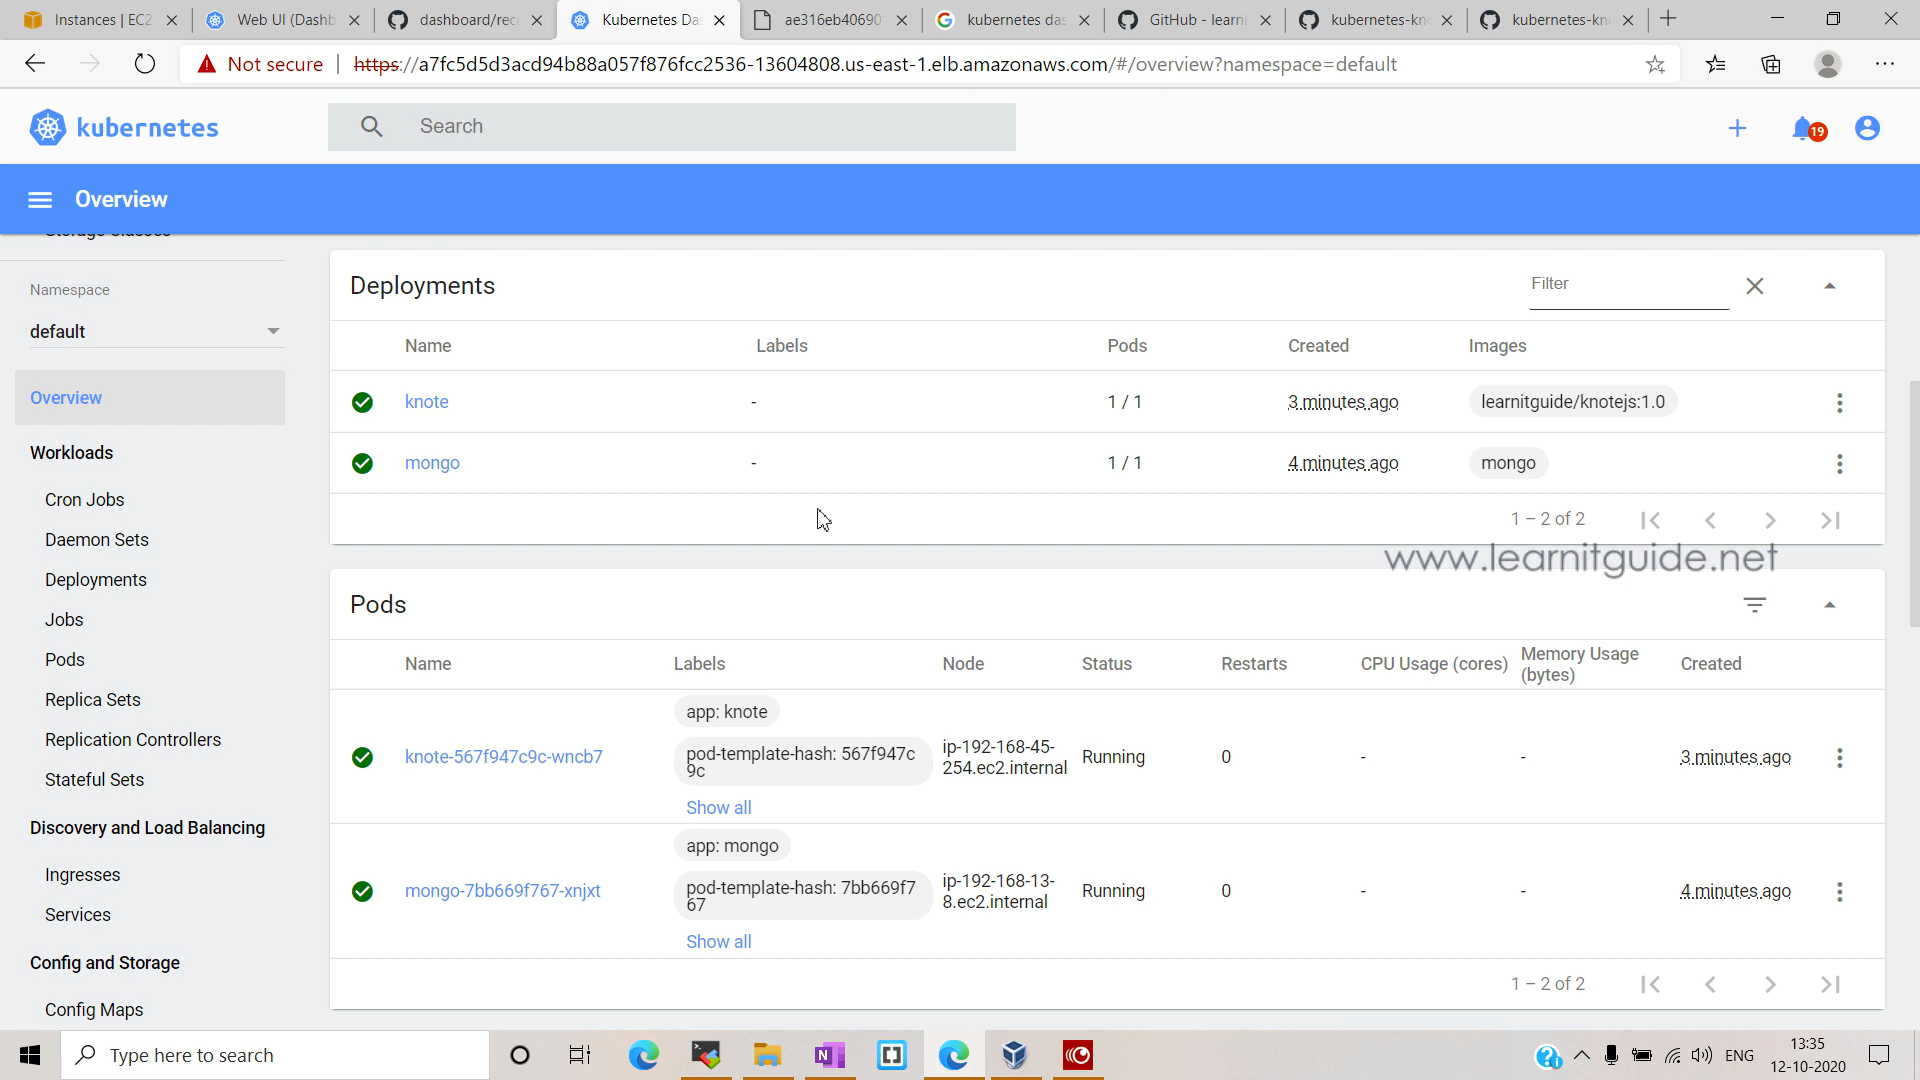 Instances | EC2
Web UI (Dashb
dashboard/rec
Kubernetes Da
ae316eb40690
kubernetes das
GitHub - learni
kubernetes-kn
kubernetes-kn
Not secure
https://a7fc5d5d3acd94b88a057f876fcc2536-13604808.us-east-1.elb.amazonaws.com/#/overview?namespace=default
kubernetes
Search
19
Overview
Storage Classes
Namespace
default
Overview
Workloads
Cron Jobs
Daemon Sets
Deployments
Jobs
Pods
Replica Sets
Replication Controllers
Stateful Sets
Discovery and Load Balancing
Ingresses
Services
Config and Storage
Config Maps
Deployments
Filter
Name Labels Pods Created Images
knote - 1 / 1 3 minutes ago learnitguide/knotejs:1.0
mongo - 1 / 1 4 minutes ago mongo
1 – 2 of 2
www.learnitguide.net
Pods
Name Labels Node Status Restarts CPU Usage (cores) Memory Usage (bytes) Created
app: knote
knote-567f947c9c-wncb7
pod-template-hash: 567f947c
9c
Show all
ip-192-168-45-
254.ec2.internal
Running 0 - - 3 minutes ago
app: mongo
mongo-7bb669f767-xnjxt
pod-template-hash: 7bb669f7
67
Show all
ip-192-168-13-
8.ec2.internal
Running 0 - - 4 minutes ago
1 – 2 of 2
Type here to search
ENG
13:35
12-10-2020